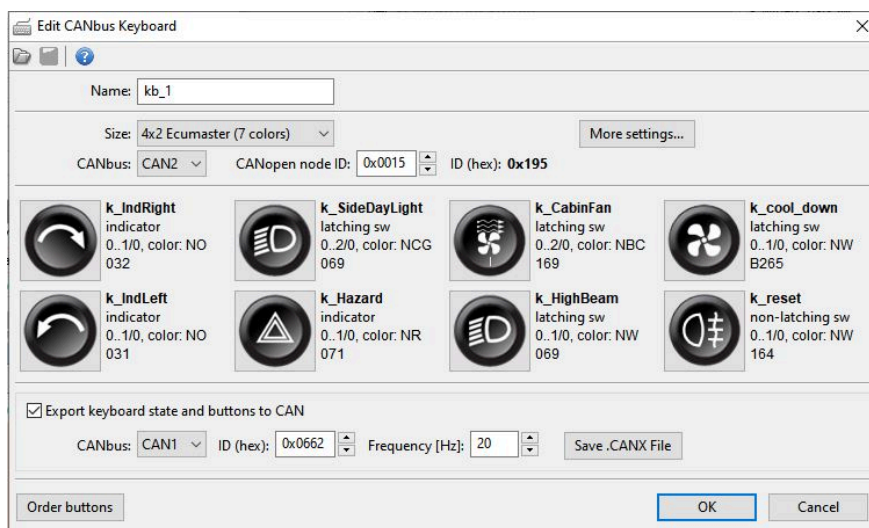 Edit CANbus Keyboard
Name: kb_1
Size: 4x2 Ecumaster (7 colors) More settings...
CANbus: CAN2 CANopen node ID: 0x0015 ID (hex): 0x195
k_IndRight
indicator
0..1/0, color: NO
032
k_SideDayLight
latching sw
0..2/0, color: NCG
069
k_CabinFan
latching sw
0..2/0, color: NBC
169
k_cool_down
latching sw
0..1/0, color: NW
B265
k_IndLeft
indicator
0..1/0, color: NO
031
k_Hazard
indicator
0..1/0, color: NR
071
k_HighBeam
latching sw
0..1/0, color: NW
069
k_reset
non-latching sw
0..1/0, color: NW
164
Export keyboard state and buttons to CAN
CANbus: CAN1 ID (hex): 0x0662 Frequency [Hz]: 20 Save .CANX File
Order buttons OK Cancel